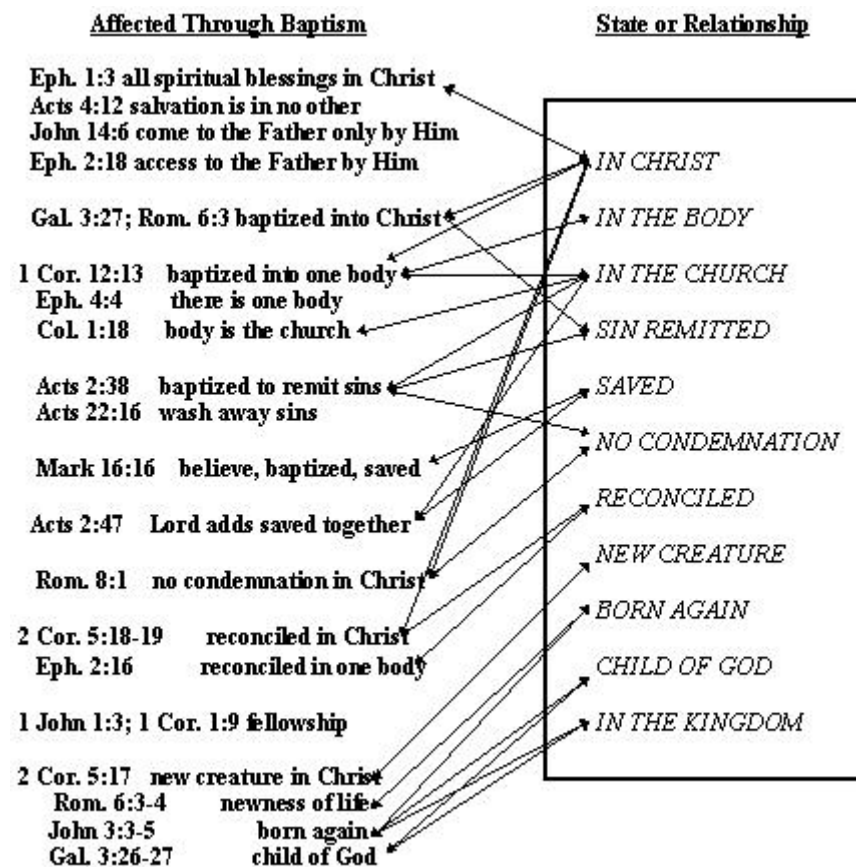 Affected Through Baptism
Eph. 1:3 all spiritual blessings in Christ
Acts 4:12 salvation is in no other
John 14:6 come to the Father only by Him
Eph. 2:18 access to the Father by Him
Gal. 3:27; Rom. 6:3 baptized into Christ
1 Cor. 12:13 baptized into one body
Eph. 4:4 there is one body
Col. 1:18 body is the church
Acts 2:38 baptized to remit sins
Acts 22:16 wash away sins
Mark 16:16 believe, baptized, saved
Acts 2:47 Lord adds saved together
Rom. 8:1 no condemnation in Christ
2 Cor. 5:18-19 reconciled in Christ
Eph. 2:16 reconciled in one body
1 John 1:3; 1 Cor. 1:9 fellowship
2 Cor. 5:17 new creature in Christ
Rom. 6:3-4 newness of life
John 3:3-5 born again
Gal. 3:26-27 child of God
State or Relationship
IN CHRIST
IN THE BODY
IN THE CHURCH
SIN REMITTED
SAVED
NO CONDEMNATION
RECONCILED
NEW CREATURE
BORN AGAIN
CHILD OF GOD
IN THE KINGDOM